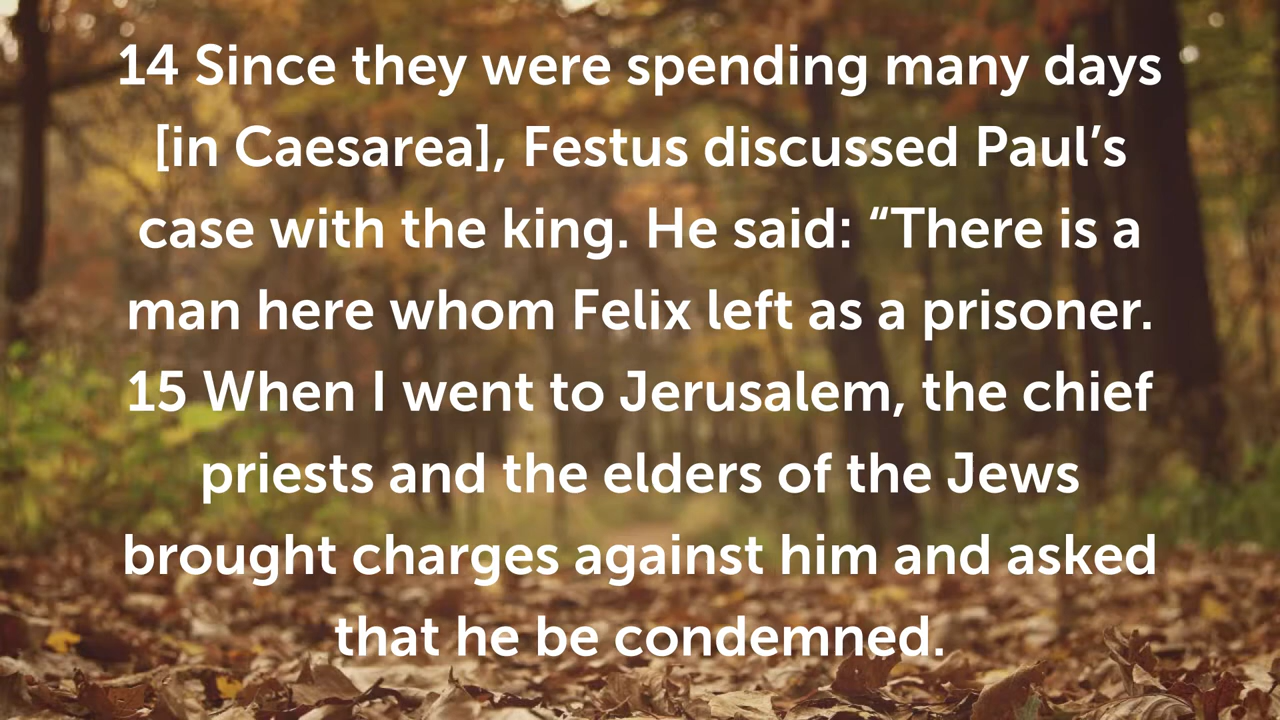 14 Since they were spending many days
[in Caesarea], Festus discussed Paul’s
case with the king. He said: “There is a
man here whom Felix left as a prisoner.
15 When I went to Jerusalem, the chief
priests and the elders of the Jews
brought charges against him and asked
that he be condemned.